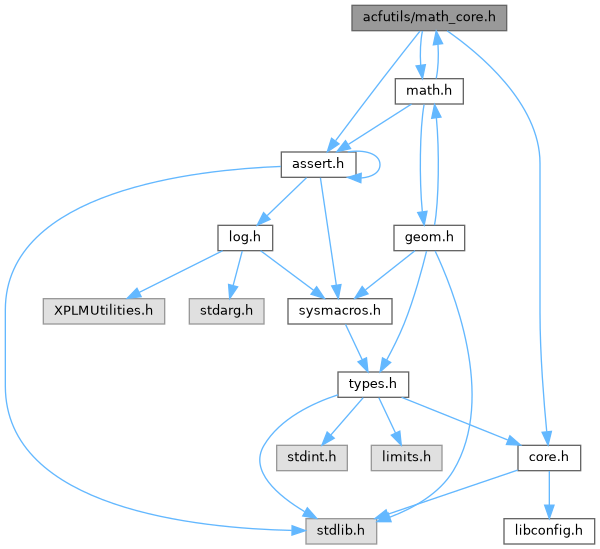 acfutils/math_core.h
math.h
assert.h
log.h
geom.h
XPLMUtilities.h
stdarg.h
sysmacros.h
types.h
stdint.h
limits.h
core.h
stdlib.h
libconfig.h